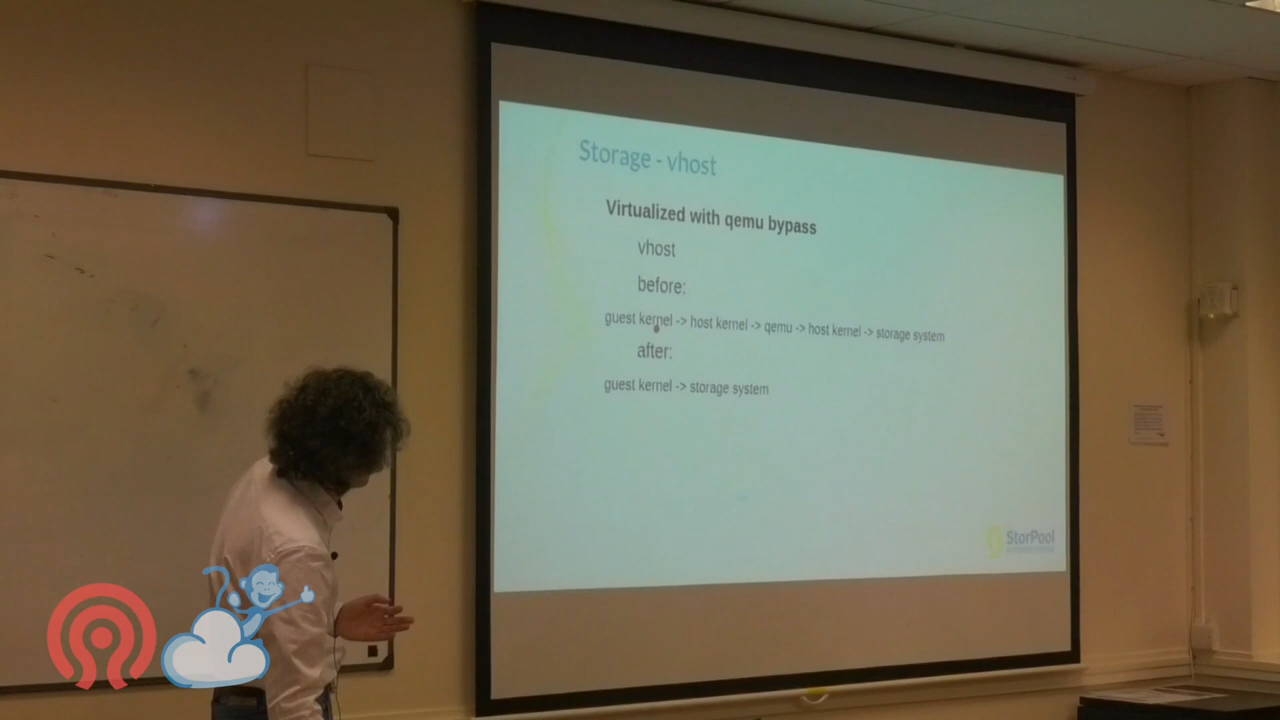 Storage - vhost
Virtualized with qemu bypass
vhost
before:
guest kernel -> host kernel -> qemu -> host kernel -> storage system
after:
guest kernel -> storage system
StorPool